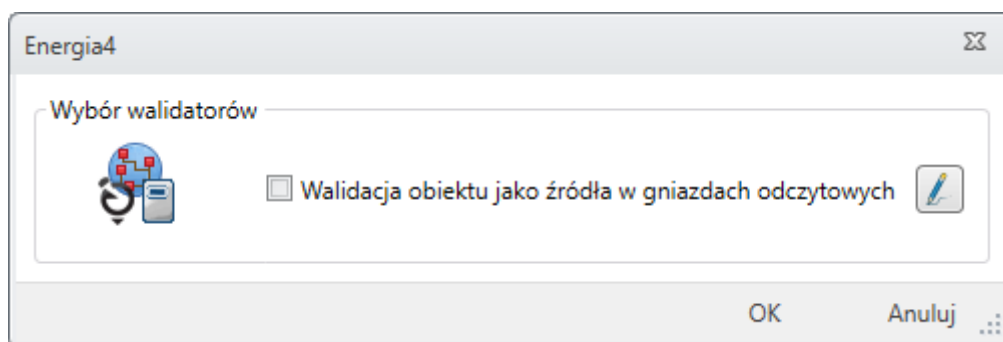 Energia4
Wybór walidatorów
Walidacja obiektu jako źródła w gniazdach odczytowych
OK Anuluj